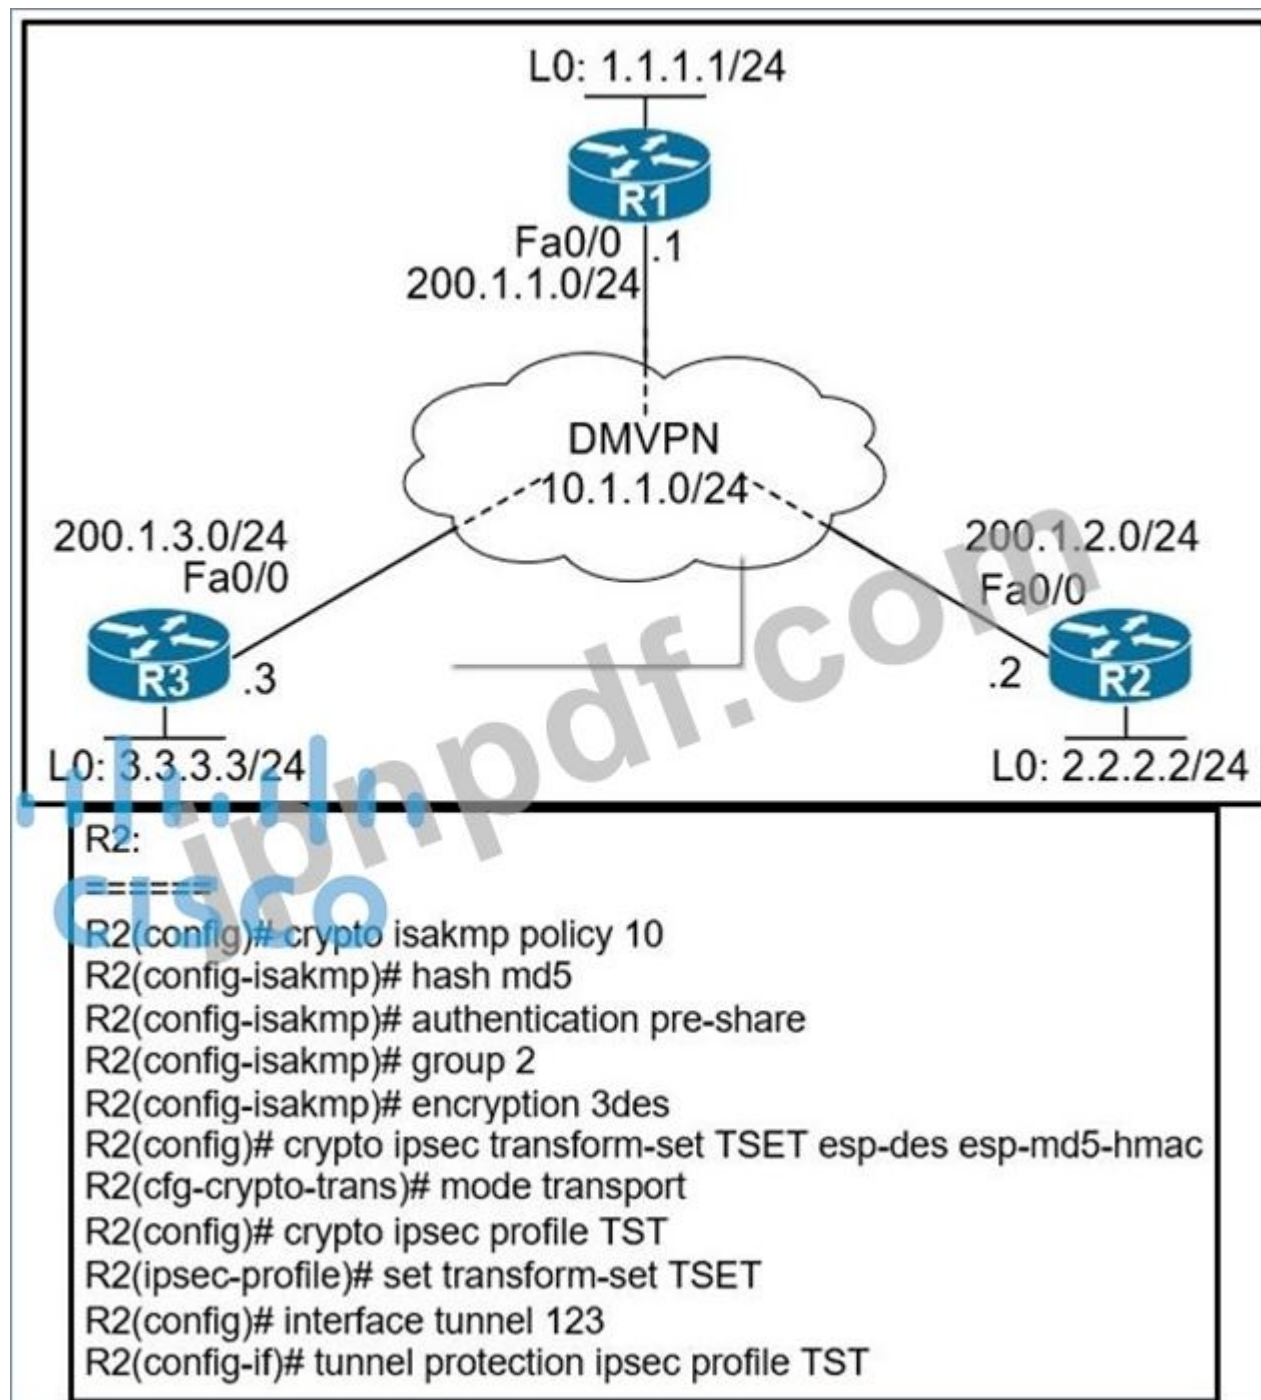 L0: 1.1.1.1/24
R1
Fa0/0 .1
200.1.1.0/24
DMVPN
10.1.1.0/24
200.1.3.0/24
Fa0/0
200.1.2.0/24
Fa0/0
R3 .3
.2 R2
L0: 3.3.3.3/24
L0: 2.2.2.2/24
jpnpdf.com
CISCO
R2:
======
R2(config)# crypto isakmp policy 10
R2(config-isakmp)# hash md5
R2(config-isakmp)# authentication pre-share
R2(config-isakmp)# group 2
R2(config-isakmp)# encryption 3des
R2(config)# crypto ipsec transform-set TSET esp-des esp-md5-hmac
R2(cfg-crypto-trans)# mode transport
R2(config)# crypto ipsec profile TST
R2(ipsec-profile)# set transform-set TSET
R2(config)# interface tunnel 123
R2(config-if)# tunnel protection ipsec profile TST